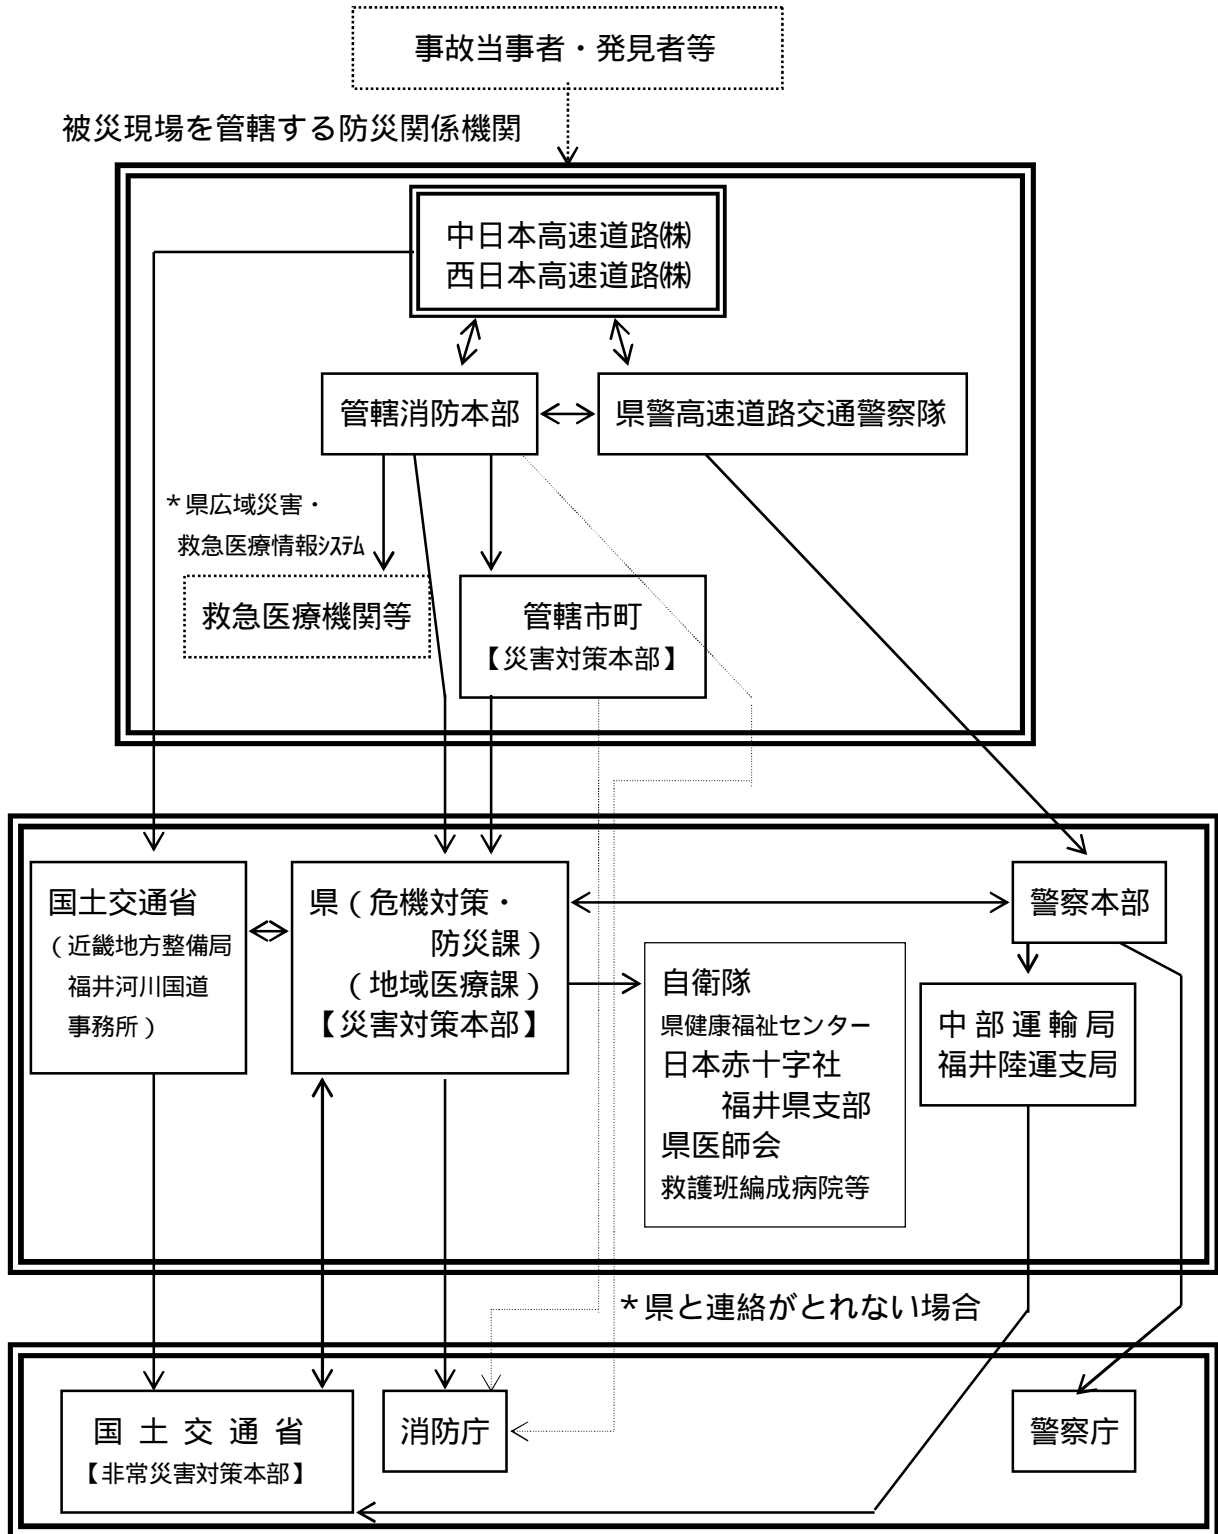 事故当事者・発見者等
被災現場を管轄する防災関係機関
中日本高速道路㈱
西日本高速道路㈱
管轄消防本部
県警高速道路交通警察隊
*県広域災害・
救急医療情報ｼｽﾃﾑ
救急医療機関等
管轄市町
【災害対策本部】
国土交通省
（近畿地方整備局
福井河川国道
事務所）
県（危機対策・
防災課）
（地域医療課）
【災害対策本部】
警察本部
自衛隊
県健康福祉センター
日本赤十字社
福井県支部
県医師会
救護班編成病院等
中部運輸局
福井陸運支局
*県と連絡がとれない場合
国土交通省
【非常災害対策本部】
消防庁
警察庁